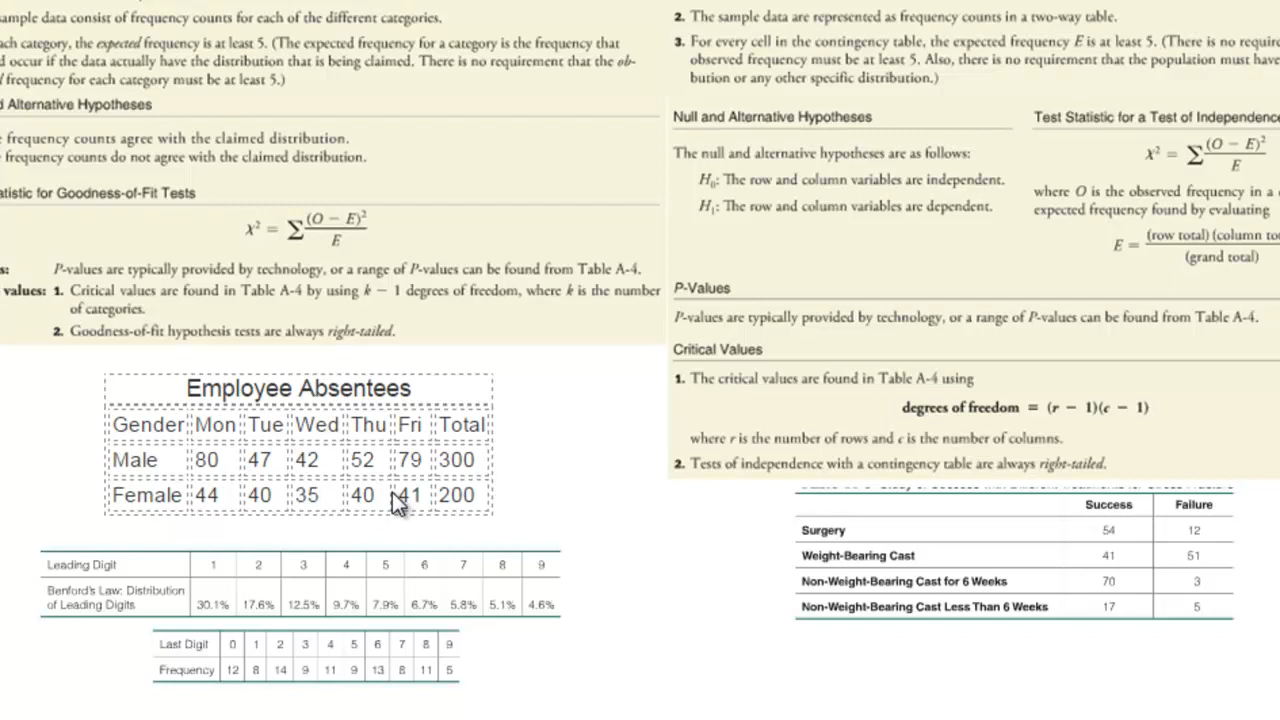 ample data consist of frequency counts for each of the different categories.
ach category, the expected frequency is at least 5. (The expected frequency for a category is the frequency that
d occur if the data actually have the distribution that is being claimed. There is no requirement that the ob-
d frequency for each category must be at least 5.)
d Alternative Hypotheses
e frequency counts agree with the claimed distribution.
e frequency counts do not agree with the claimed distribution.
atistic for Goodness-of-Fit Tests
χ² = ∑ (O − E)² / E
s: P-values are typically provided by technology, or a range of P-values can be found from Table A-4.
values: 1. Critical values are found in Table A-4 by using k − 1 degrees of freedom, where k is the number
of categories.
2. Goodness-of-fit hypothesis tests are always right-tailed.
2. The sample data are represented as frequency counts in a two-way table.
3. For every cell in the contingency table, the expected frequency E is at least 5. (There is no require
observed frequency must be at least 5. Also, there is no requirement that the population must have
bution or any other specific distribution.)
Null and Alternative Hypotheses
The null and alternative hypotheses are as follows:
H₀: The row and column variables are independent.
H₁: The row and column variables are dependent.
Test Statistic for a Test of Independence
χ² = ∑ (O − E)² / E
where O is the observed frequency in a
expected frequency found by evaluating
E = (row total) (column to / (grand total)
P-Values
P-values are typically provided by technology, or a range of P-values can be found from Table A-4.
Critical Values
1. The critical values are found in Table A-4 using
degrees of freedom = (r − 1)(c − 1)
where r is the number of rows and c is the number of columns.
2. Tests of independence with a contingency table are always right-tailed.
Employee Absentees
Gender Mon Tue Wed Thu Fri Total
Male 80 47 42 52 79 300
Female 44 40 35 40 41 200
Leading Digit 1 2 3 4 5 6 7 8 9
Benford's Law: Distribution
of Leading Digits 30.1% 17.6% 12.5% 9.7% 7.9% 6.7% 5.8% 5.1% 4.6%
Last Digit 0 1 2 3 4 5 6 7 8 9
Frequency 12 8 14 9 11 9 13 8 11 5
Success Failure
Surgery 54 12
Weight-Bearing Cast 41 51
Non-Weight-Bearing Cast for 6 Weeks 70 3
Non-Weight-Bearing Cast Less Than 6 Weeks 17 5